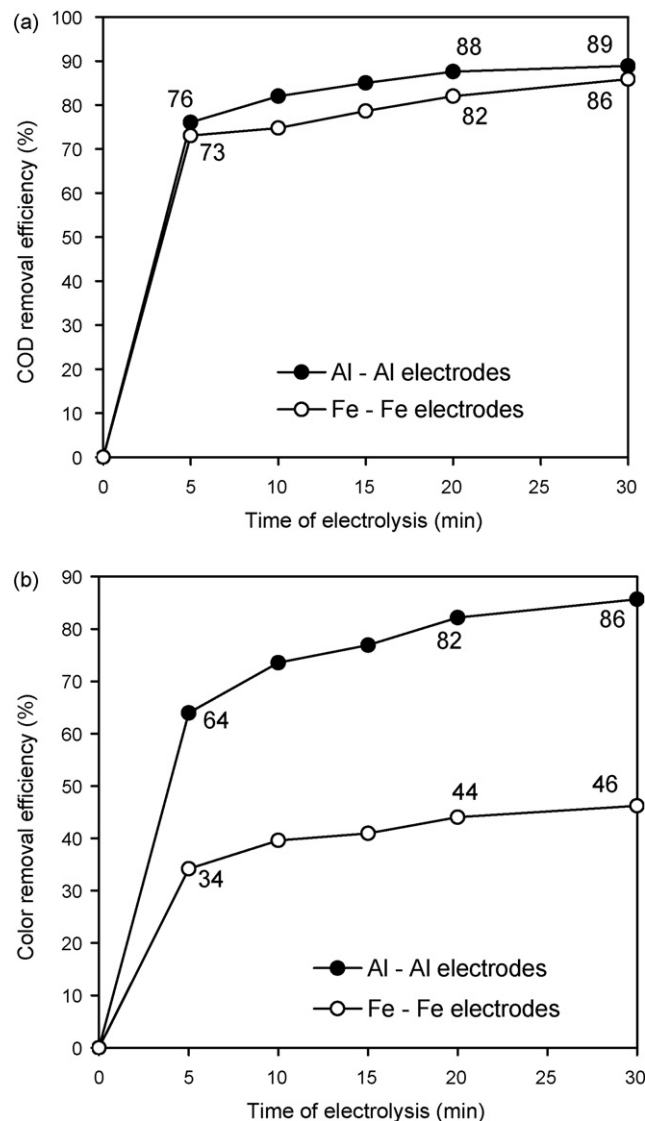 (a)
100
90
80
70
60
50
40
30
20
10
0
COD removal efficiency (%)
76
73
88
82
89
86
Al - Al electrodes
Fe - Fe electrodes
0 5 10 15 20 25 30
Time of electrolysis (min)
(b)
90
80
70
60
50
40
30
20
10
0
Color removal efficiency (%)
64
34
82
44
86
46
Al - Al electrodes
Fe - Fe electrodes
0 5 10 15 20 25 30
Time of electrolysis (min)